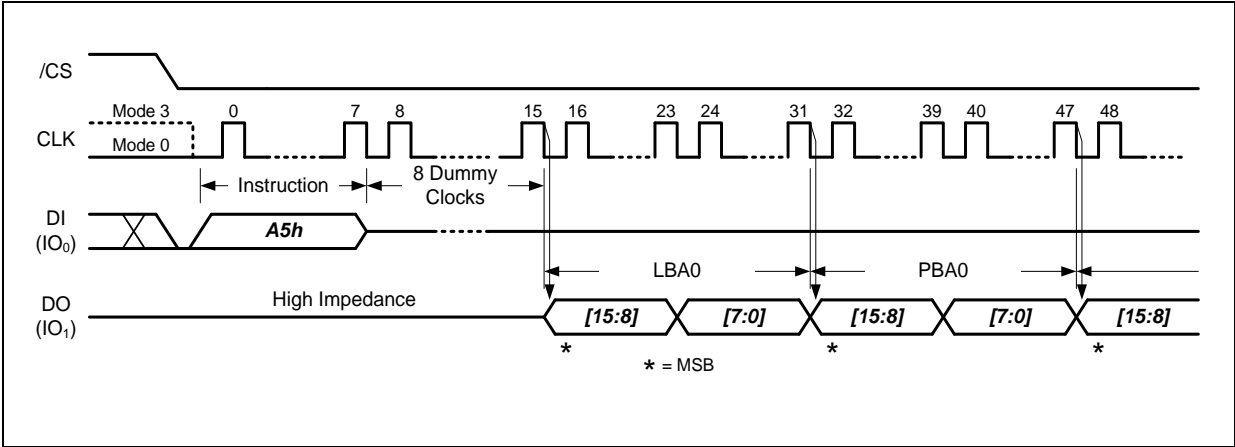 /CS
Mode 3 0 7 8 15 16 23 24 31 32 39 40 47 48
CLK
Mode 0
Instruction
8 Dummy
Clocks
DI
(IO₀)
A5h
LBA0 PBA0
DO
(IO₁)
High Impedance
[15:8] [7:0] [15:8] [7:0] [15:8]
* * *
* = MSB